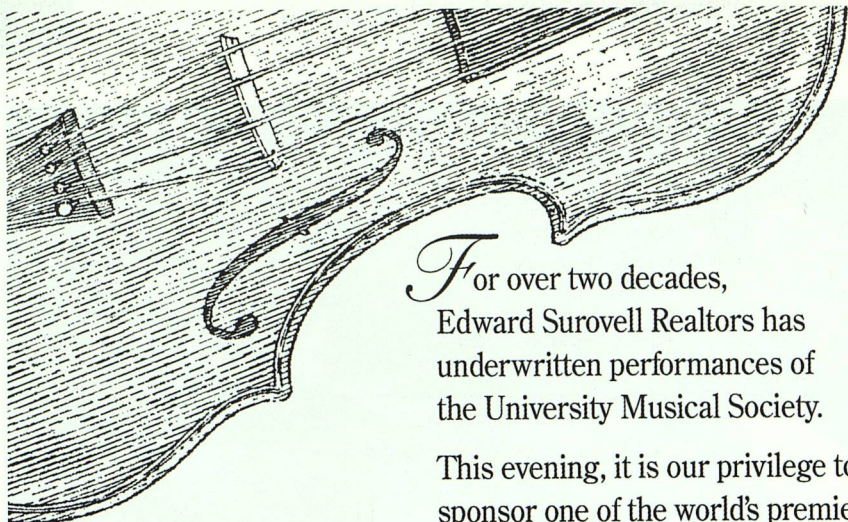 For over two decades,
Edward Surovell Realtors has
underwritten performances of
the University Musical Society.
This evening, it is our privilege to
sponsor one of the world's premie